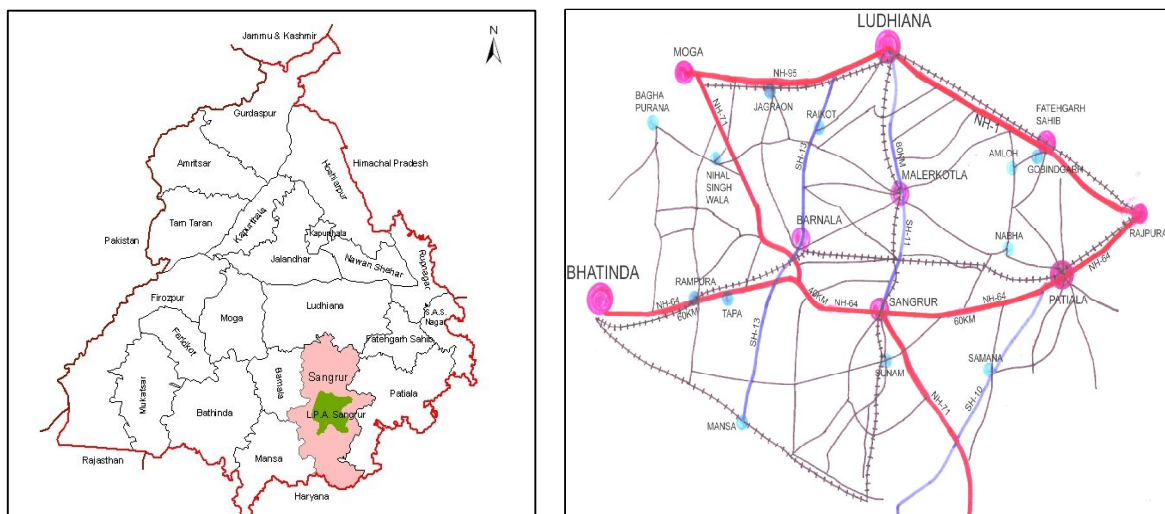 Jammu & Kashmir
N
Gurdaspur
Amritsar
Hoshiarpur
Himachal Pradesh
Tarn Taran
Kapurthala
Kapurthala
Pakistan
Jalandhar
Nawan Shehar
Rupnagar
Firozpur
Moga
Ludhiana
S.A.S.
Nagar
Faridkot
Fatehgarh Sahib
Muktsar
Bathinda
Barnala
Sangrur
Patiala
L.P.A. Sangrur
Rajasthan
Mansa
Haryana
LUDHIANA
MOGA
NH-95
BAGHA
PURANA
JAGRAON
NH-71
RAIKOT
FATEHGARH
SAHIB
NH-1
SH-13
60KM
AMLOH
GOBINDGARH
NIHAL
SINGH
WALA
MALERKOTLA
BARNALA
SH-11
NABHA
RAJPURA
BHATINDA
RAMPURA
NH-64
PATIALA
NH-64
60KM
TAPA
40KM
NH-64
SANGRUR
NH-64
60KM
SH-13
SUNAM
SAMANA
NH-71
SH-10
MANSA